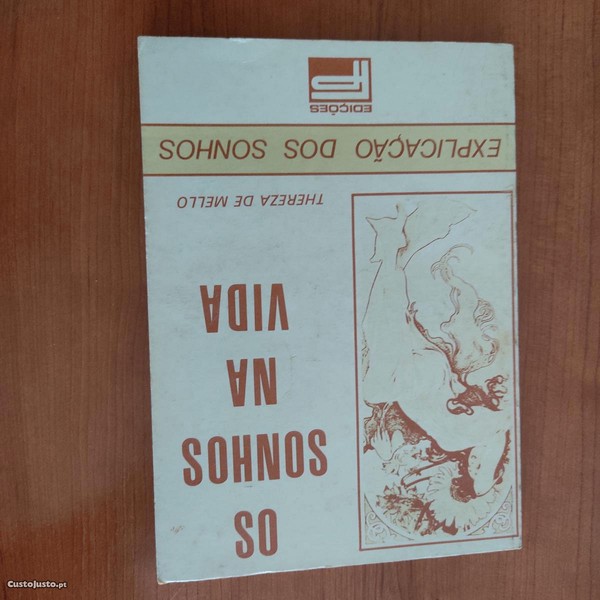 OS
SONHOS
NA
VIDA
THEREZA DE MELLO
EXPLICAÇÃO DOS SONHOS
EDIÇÕES
CustoJusto.pt